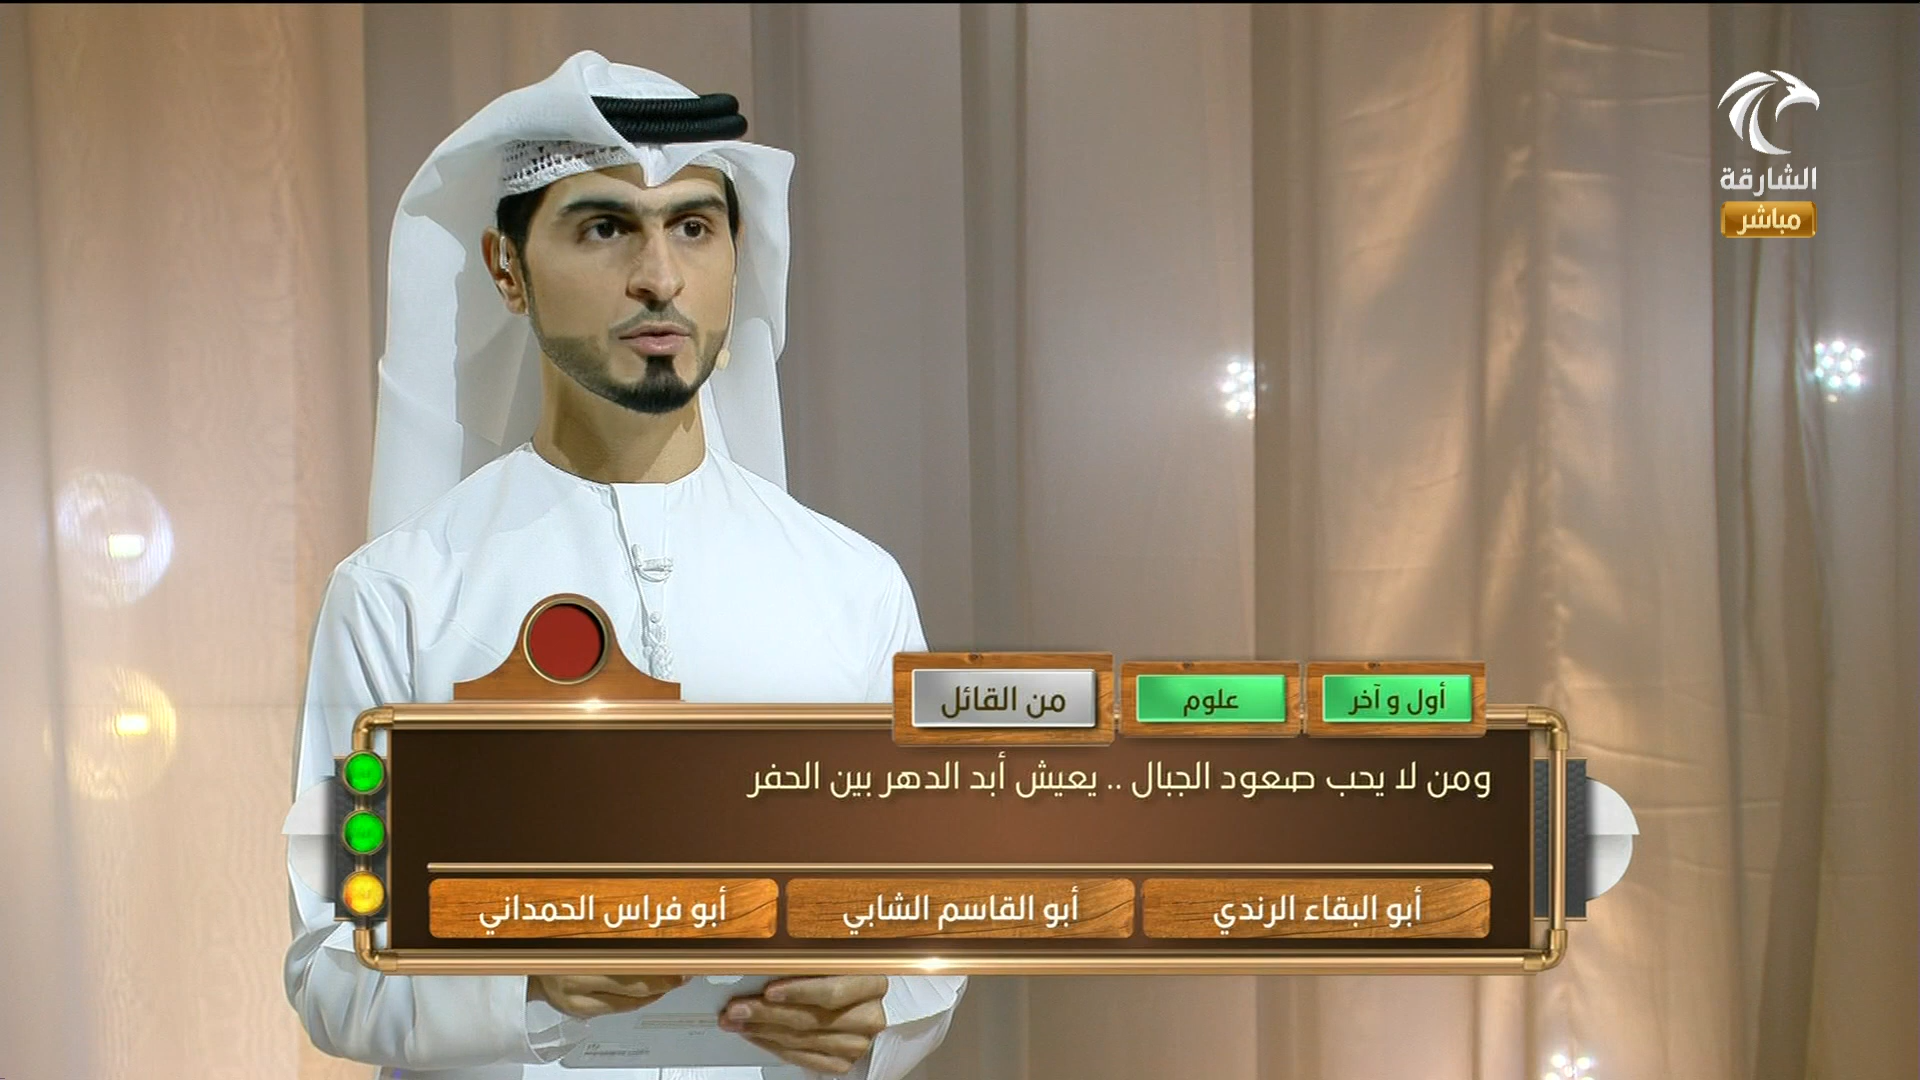 الشارقة
مباشر
أول و آخر
علوم
من القائل
ومن لا يحب صعود الجبال .. يعيش أبد الدهر بين الحفر
أبو البقاء الرندي
أبو القاسم الشابي
أبو فراس الحمداني